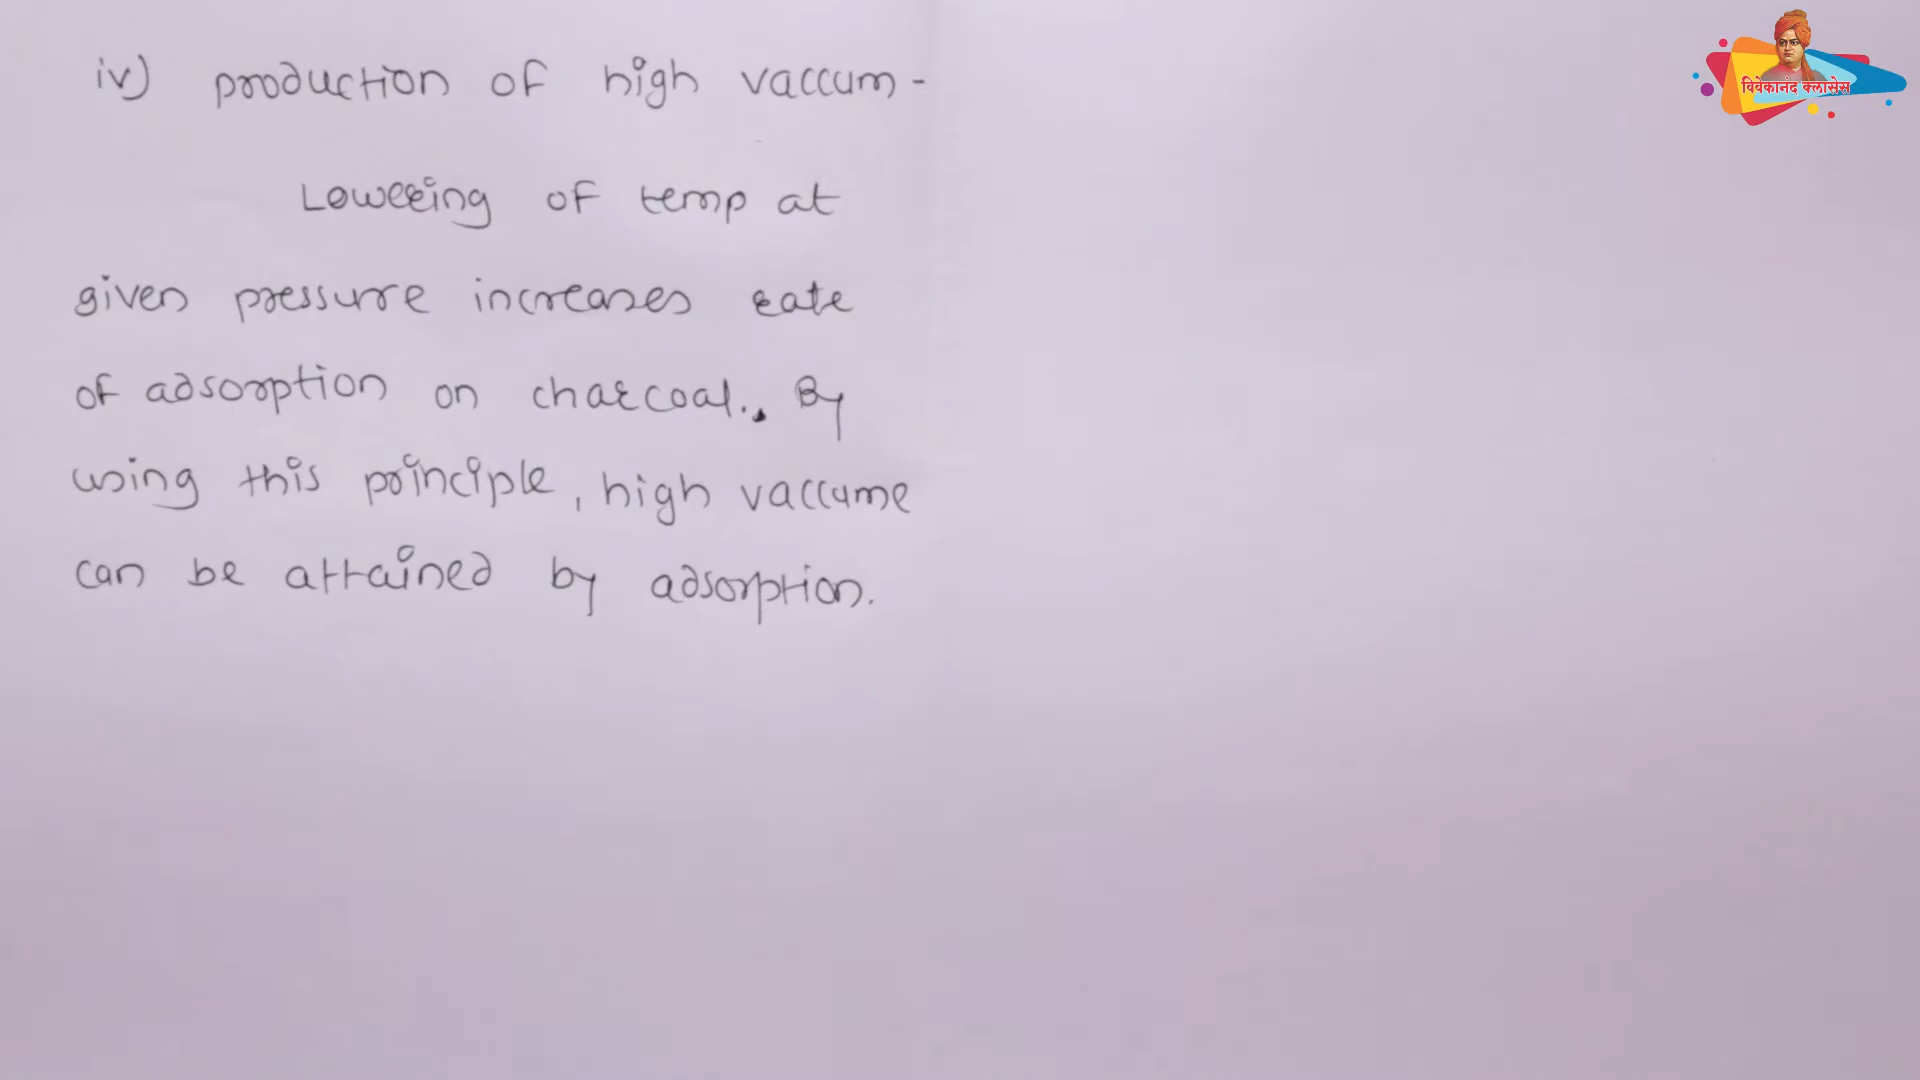 विवेकानंद क्लासेस
iv) production of high vaccum -
Lowering of temp at
given pressure increases rate
of adsorption on charcoal. By
using this principle, high vaccume
can be attained by adsorption.